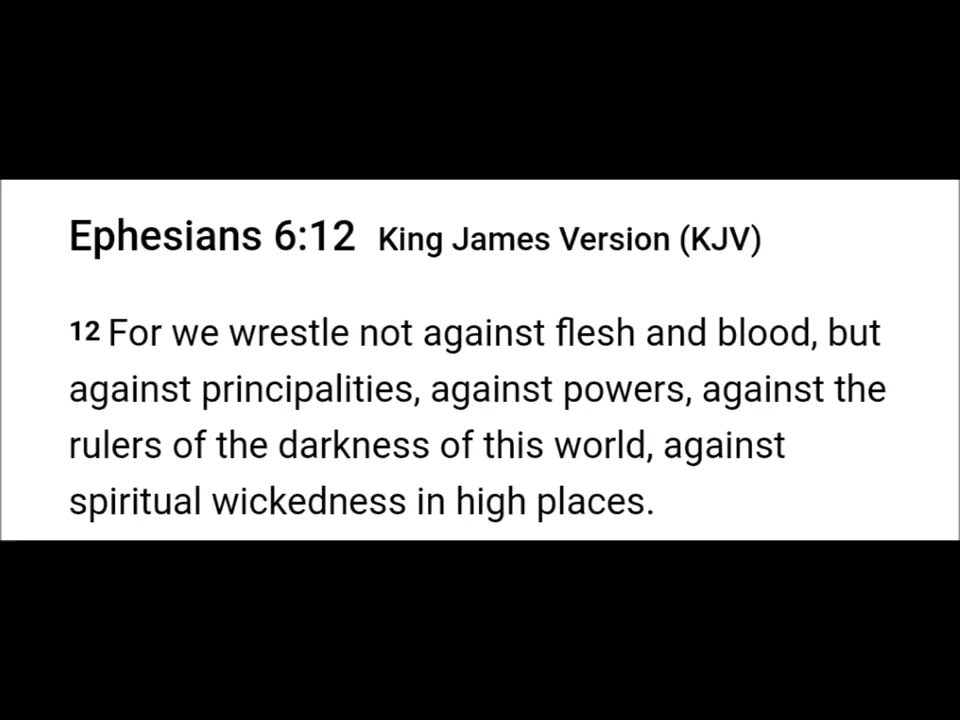 Ephesians 6:12 King James Version (KJV)
12 For we wrestle not against flesh and blood, but
against principalities, against powers, against the
rulers of the darkness of this world, against
spiritual wickedness in high places.